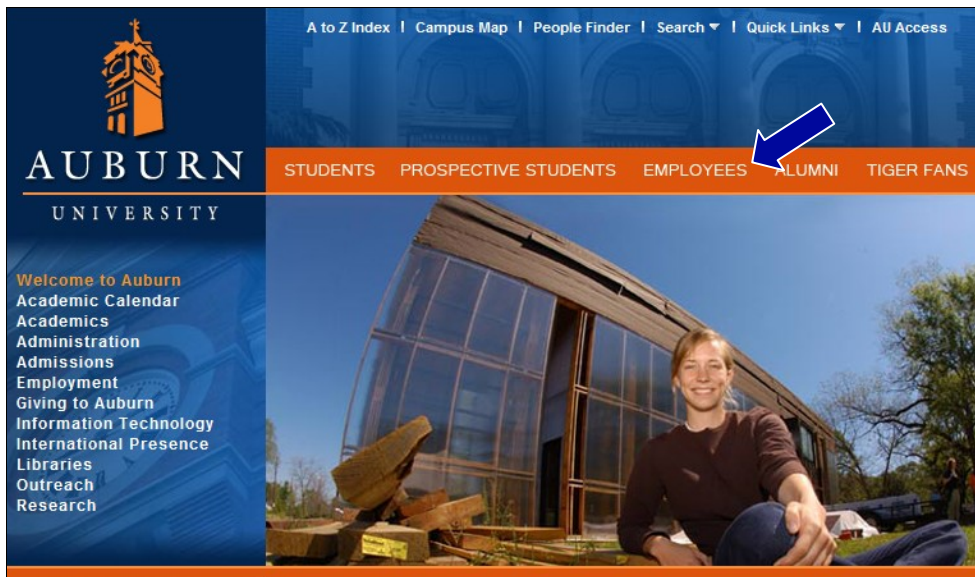 A to Z Index | Campus Map | People Finder | Search | Quick Links | AU Access
AUBURN
UNIVERSITY
STUDENTS PROSPECTIVE STUDENTS EMPLOYEES ALUMNI TIGER FANS
Welcome to Auburn
Academic Calendar
Academics
Administration
Admissions
Employment
Giving to Auburn
Information Technology
International Presence
Libraries
Outreach
Research